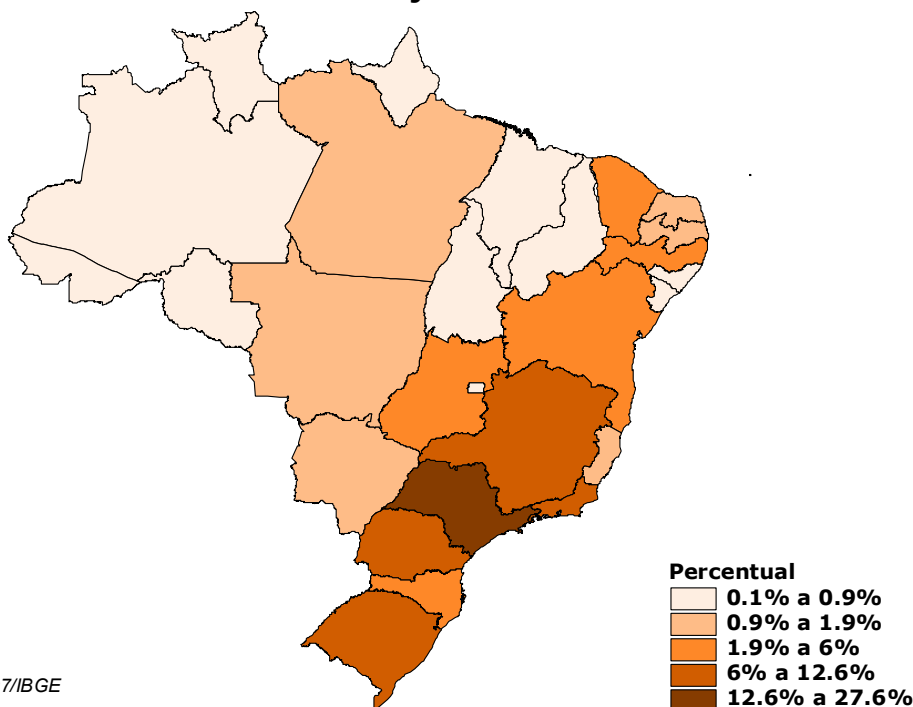 Percentual
0.1% a 0.9%
0.9% a 1.9%
1.9% a 6%
6% a 12.6%
12.6% a 27.6%
7/IBGE